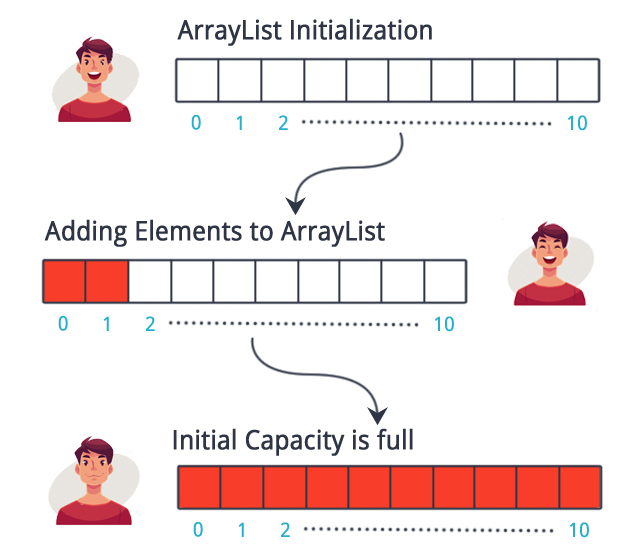 ArrayList Initialization
0 1 2 ........................................ 10
Adding Elements to ArrayList
0 1 2 ........................................ 10
Initial Capacity is full
0 1 2 ........................................ 10